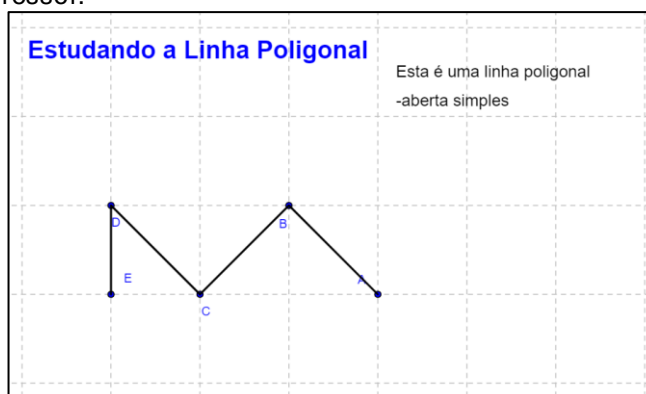 Estudando a Linha Poligonal
Esta é uma linha poligonal
-aberta simples
D
B
E
A
C